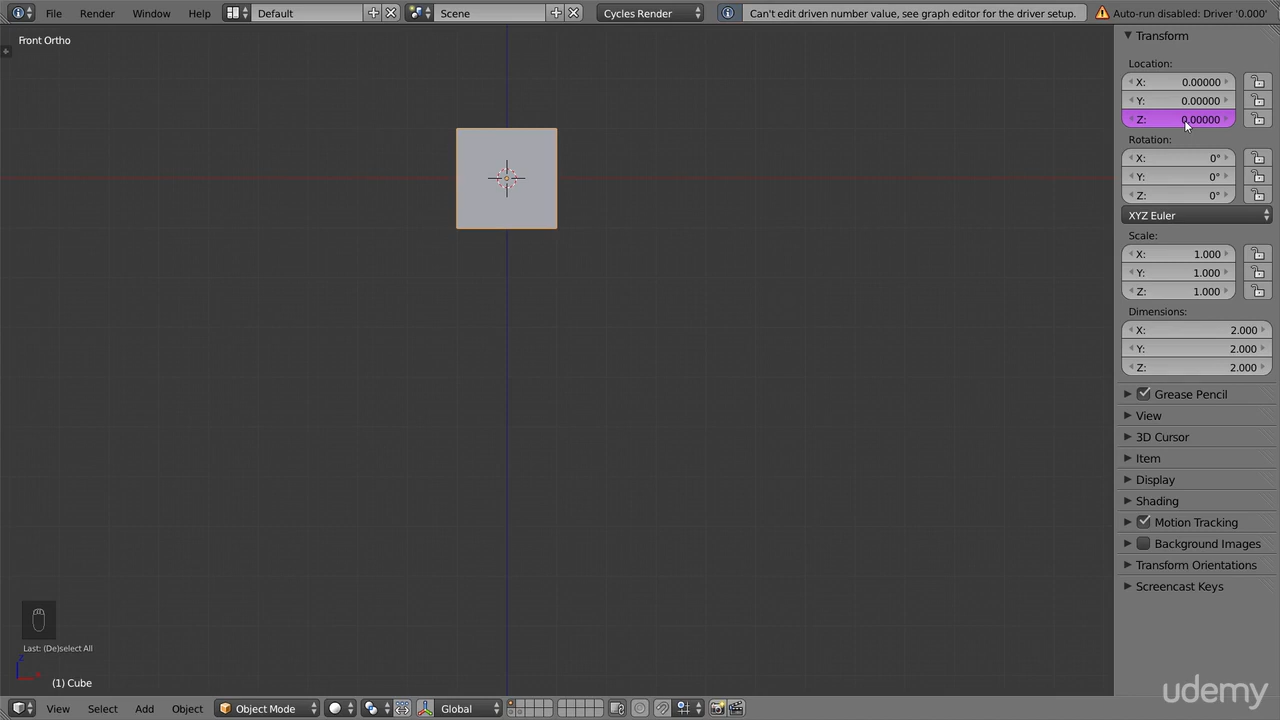 File Render Window Help Default Scene Cycles Render Can't edit driven number value, see graph editor for the driver setup. Auto-run disabled: Driver '0.000'
Front Ortho
Transform
Location:
X: 0.00000
Y: 0.00000
Z: 0.00000
Rotation:
X: 0°
Y: 0°
Z: 0°
XYZ Euler
Scale:
X: 1.000
Y: 1.000
Z: 1.000
Dimensions:
X: 2.000
Y: 2.000
Z: 2.000
Grease Pencil
View
3D Cursor
Item
Display
Shading
Motion Tracking
Background Images
Transform Orientations
Screencast Keys
Last: (De)select All
z
x
(1) Cube
View Select Add Object Object Mode Global
udemy